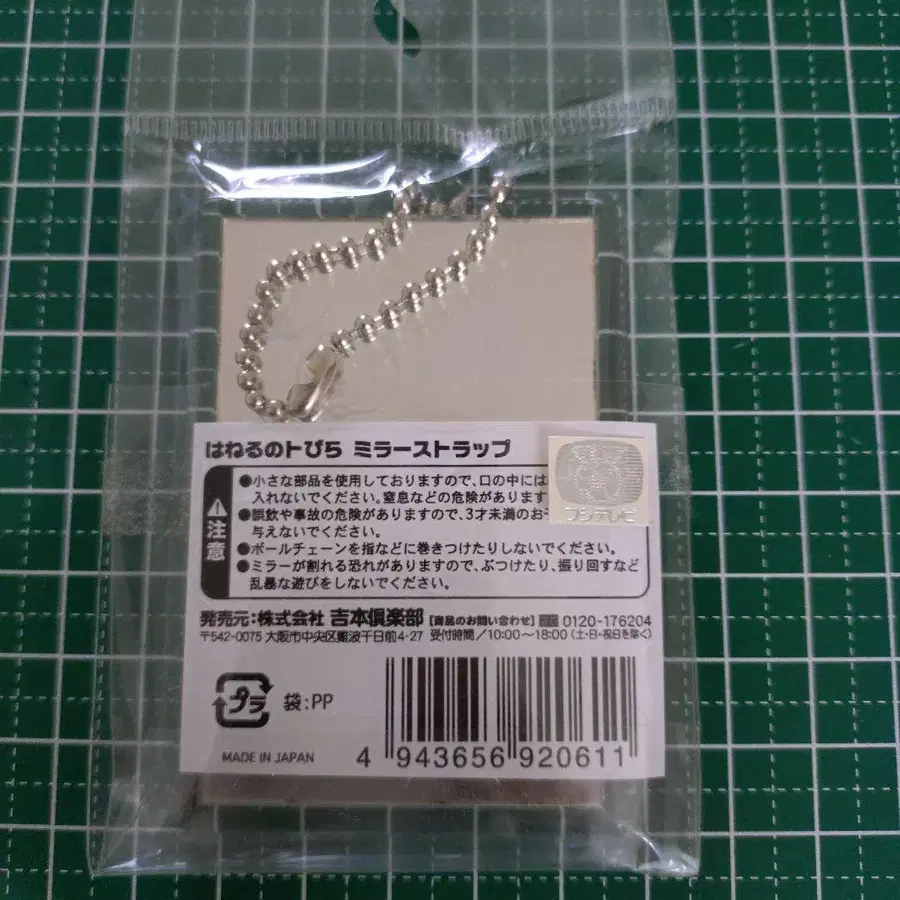 はねるのトびら ミラーストラップ
注意
●小さな部品を使用しておりますので、口の中には
入れないでください。窒息などの危険があります
●誤飲や事故の危険がありますので、3才未満のお子
与えないでください。
●ボールチェーンを指などに巻きつけたりしないでください。
●ミラーが割れる恐れがありますので、ぶつけたり、振り回すなど
乱暴な遊びをしないでください。
フジテレビ
発売元:株式会社 吉本倶楽部 [商品のお問い合わせ] 0120-176204
〒542-0075 大阪市中央区難波千日前4-27 受付時間/10:00~18:00 (土・日・祝日を除く)
プラ 袋:PP
MADE IN JAPAN
4 943656 920611